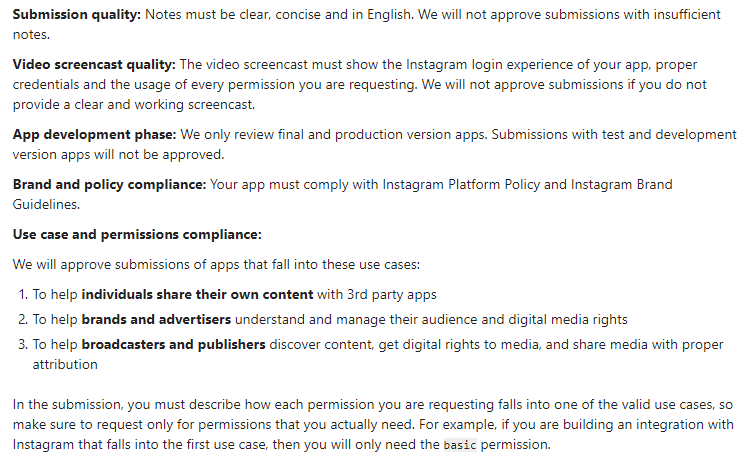 Submission quality: Notes must be clear, concise and in English. We will not approve submissions with insufficient
notes.
Video screencast quality: The video screencast must show the Instagram login experience of your app, proper
credentials and the usage of every permission you are requesting. We will not approve submissions if you do not
provide a clear and working screencast.
App development phase: We only review final and production version apps. Submissions with test and development
version apps will not be approved.
Brand and policy compliance: Your app must comply with Instagram Platform Policy and Instagram Brand
Guidelines.
Use case and permissions compliance:
We will approve submissions of apps that fall into these use cases:
1. To help individuals share their own content with 3rd party apps
2. To help brands and advertisers understand and manage their audience and digital media rights
3. To help broadcasters and publishers discover content, get digital rights to media, and share media with proper
attribution
In the submission, you must describe how each permission you are requesting falls into one of the valid use cases, so
make sure to request only for permissions that you actually need. For example, if you are building an integration with
Instagram that falls into the first use case, then you will only need the basic permission.